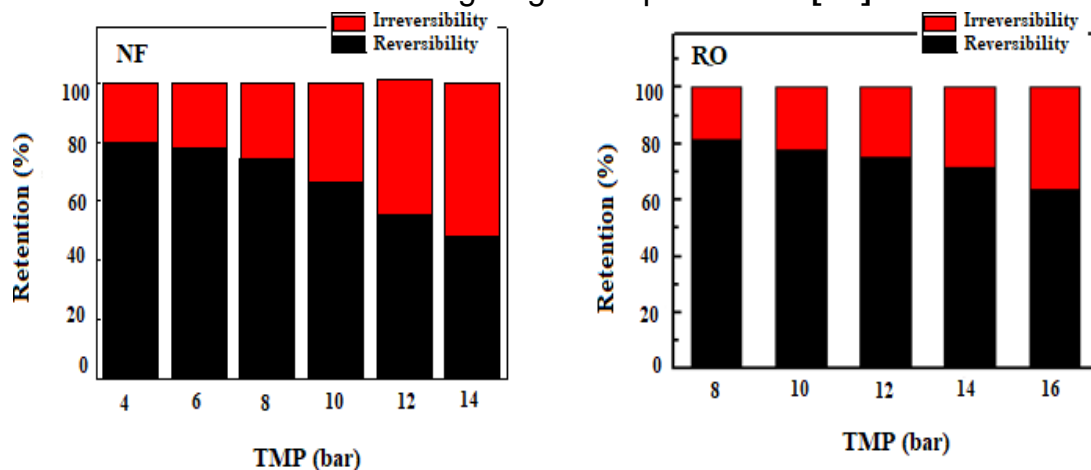 Irreversibility
Reversibility
NF
100
80
60
40
20
0
Retention (%)
4 6 8 10 12 14
TMP (bar)
Irreversibility
Reversibility
RO
100
80
60
40
20
0
Retention (%)
8 10 12 14 16
TMP (bar)